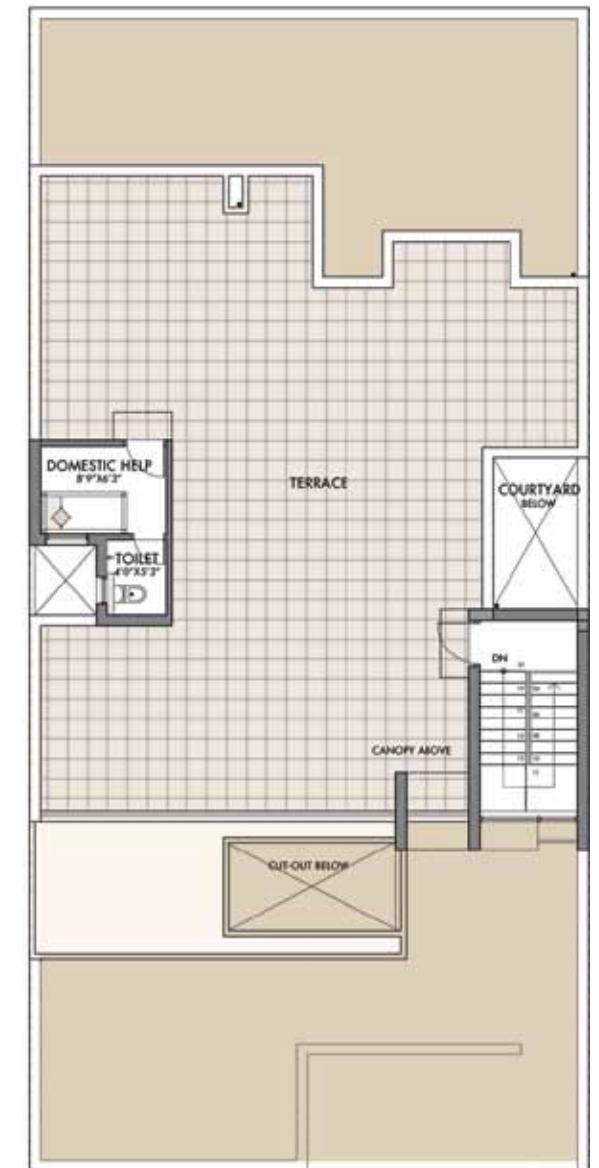 DOMESTIC HELP
8'9"X6'3"
TERRACE
COURTYARD
BELOW
TOILET
4'0"X5'3"
DN
CANOPY ABOVE
CUT-OUT BELOW